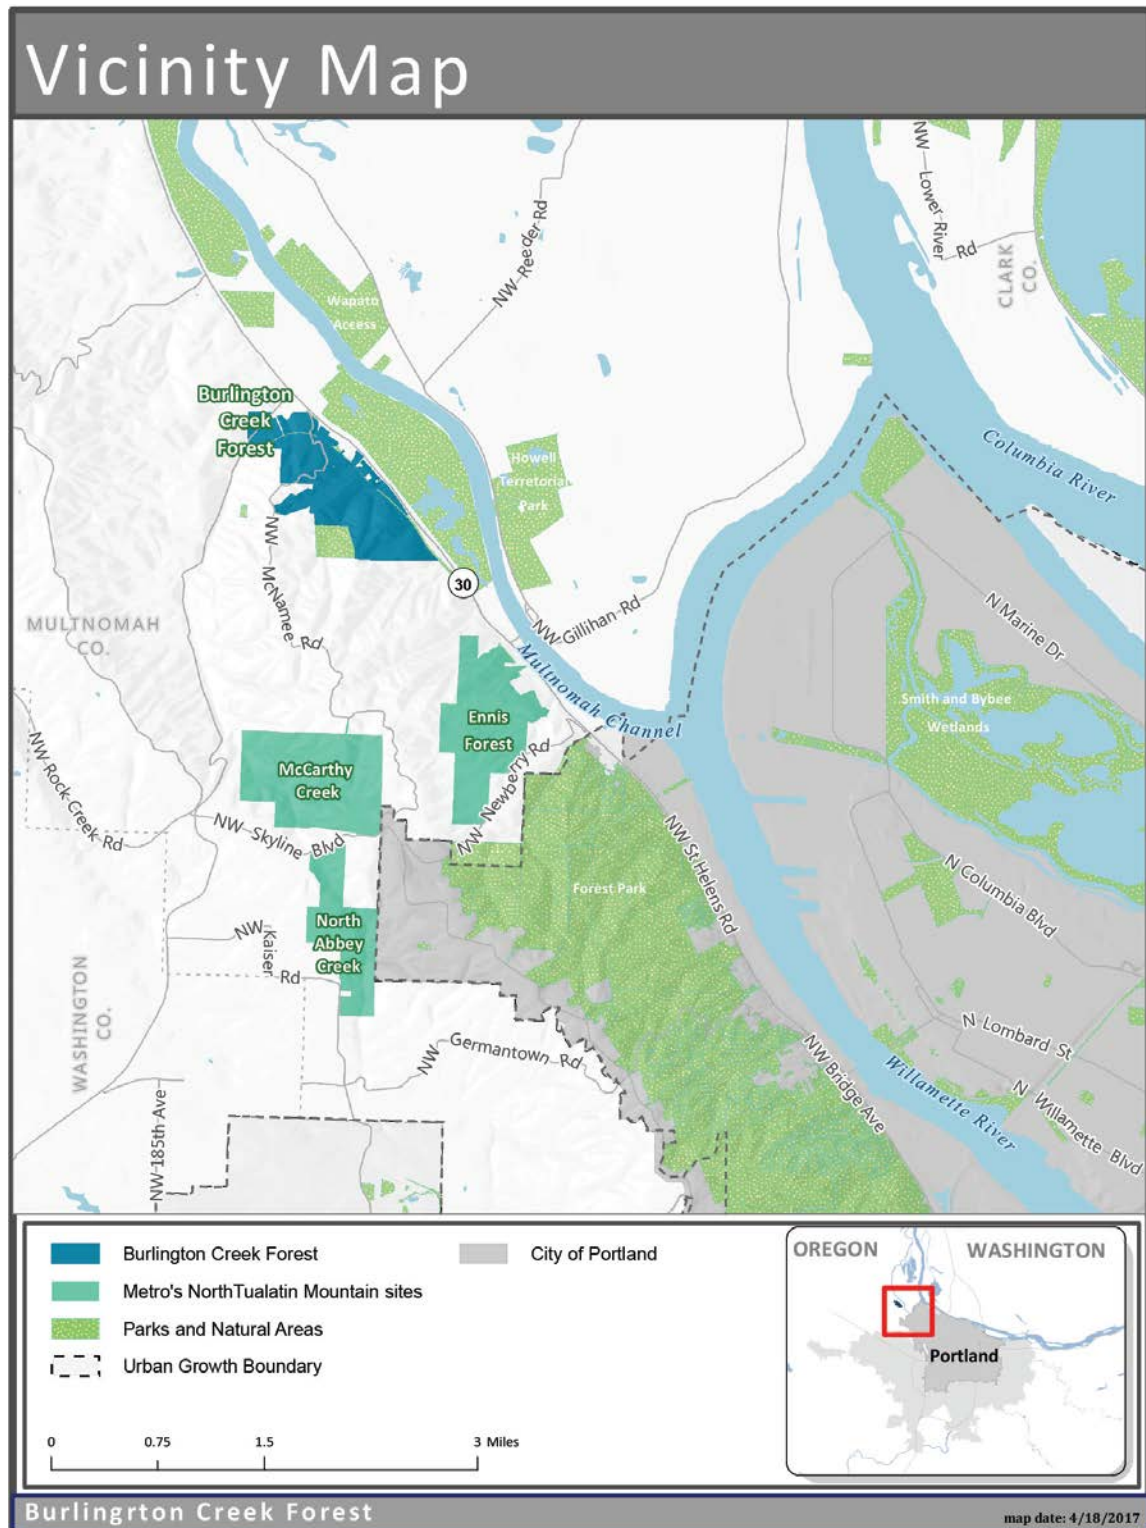 Vicinity Map
NW Reeder Rd
NW Lower River Rd
CLARK
CO.
Wapato
Access
Burlington
Creek
Forest
Columbia River
Howell
Terretorial
Park
30
NW Gillihan Rd
N Marine Dr
NW McNamee Rd
MULTNOMAH
CO.
Multnomah Channel
Ennis
Forest
Smith and Bybee
Wetlands
McCarthy
Creek
NW Rock Creek Rd
NW Newberry Rd
NW Skyline Blvd
NW St Helens Rd
Forest Park
N Columbia Blvd
North
Abbey
Creek
NW Kaiser Rd
WASHINGTON
CO.
N Lombard St
NW Germantown Rd
NW Bridge Ave
Willamette River
N Willamette Blvd
NW 185th Ave
Burlington Creek Forest
City of Portland
Metro's NorthTualatin Mountain sites
Parks and Natural Areas
Urban Growth Boundary
0 0.75 1.5 3 Miles
OREGON WASHINGTON
Portland
Burlingrton Creek Forest
map date: 4/18/2017